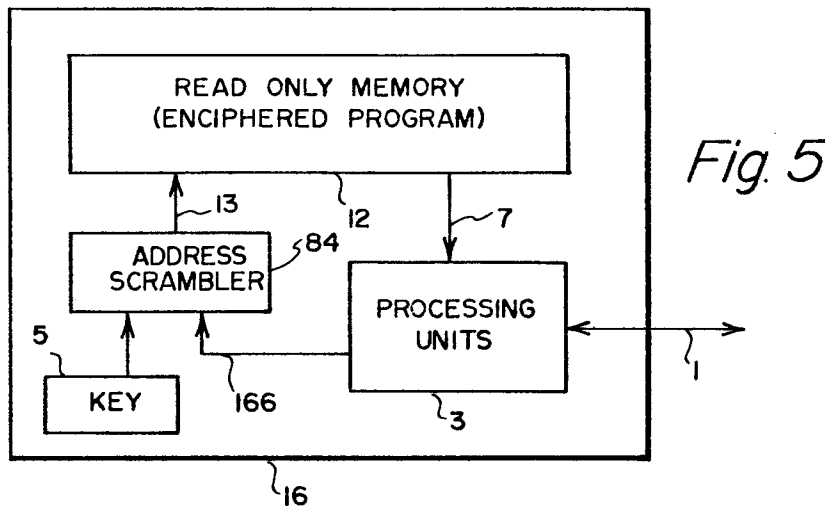 READ ONLY MEMORY
(ENCIPHERED PROGRAM)
Fig. 5
13
12
7
ADDRESS
SCRAMBLER
84
PROCESSING
UNITS
5
KEY
166
3
1
16